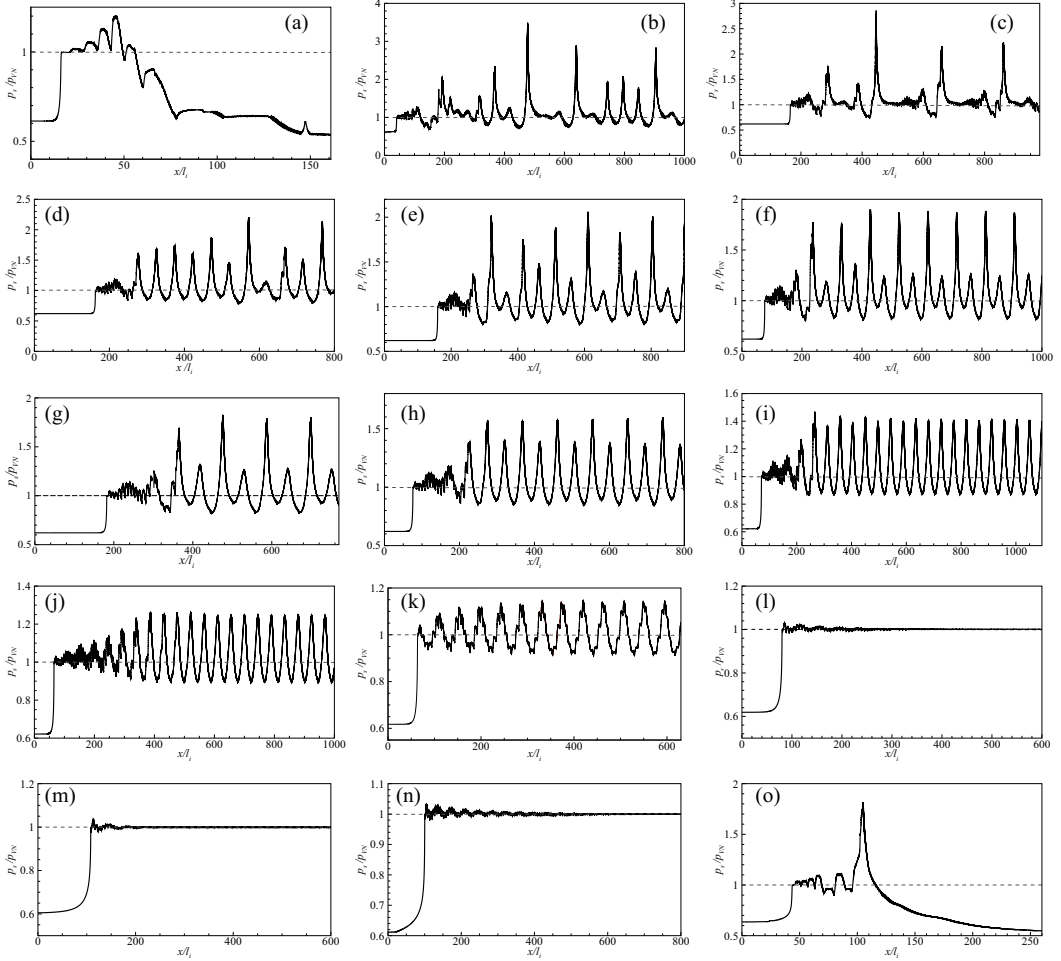 (a)
1
0.5
0 50 100 150
x/l_i
p_s/p_VN
(b)
4
3
2
1
0
0 200 400 600 800 1000
x/l_i
p_s/p_VN
(c)
3
2.5
2
1.5
1
0.5
0
0 200 400 600 800
x/l_i
p_s/p_VN
(d)
2.5
2
1.5
1
0.5
0
0 200 400 600 800
x/l_i
p_s/p_VN
(e)
2
1.5
1
0.5
0 200 400 600 800
x/l_i
p_s/p_VN
(f)
2
1.5
1
0.5
0 200 400 600 800 1000
x/l_i
p_s/p_VN
(g)
2
1.5
1
0.5
0 200 400 600
x/l_i
p_s/p_VN
(h)
2
1.5
1
0.5
0 200 400 600 800
x/l_i
p_s/p_VN
(i)
1.6
1.4
1.2
1
0.8
0.6
0 200 400 600 800 1000
x/l_i
p_s/p_VN
(j)
1.4
1.2
1
0.8
0.6
0 200 400 600 800 1000
x/l_i
p_s/p_VN
(k)
1.2
1
0.8
0.6
0 100 200 300 400 500 600
x/l_i
p_s/p_VN
(l)
1.2
1
0.8
0.6
0 100 200 300 400 500 600
x/l_i
p_s/p_VN
(m)
1.2
1
0.8
0.6
0 200 400 600
x/l_i
p_s/p_VN
(n)
1.1
1
0.9
0.8
0.7
0.6
0 200 400 600 800
x/l_i
p_s/p_VN
(o)
2
1.5
1
0.5
0 50 100 150 200 250
x/l_i
p_s/p_VN